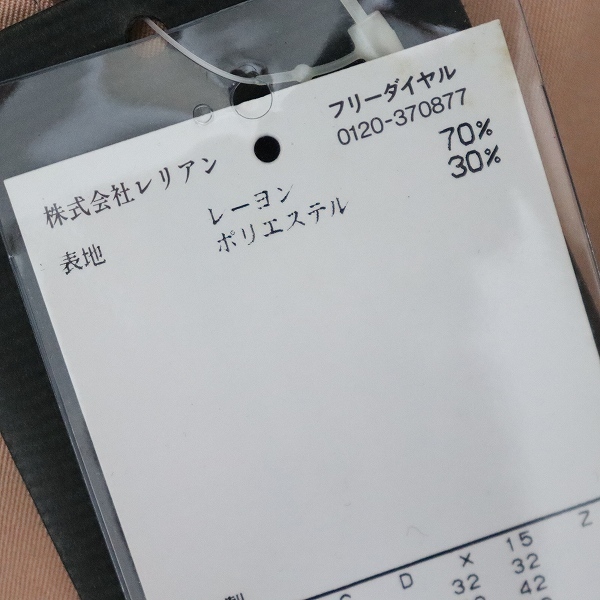 フリーダイヤル
株式会社レリアン 0120-370877
表地 レーヨン 70%
ポリエステル 30%
D X 15 Z
32 32
42